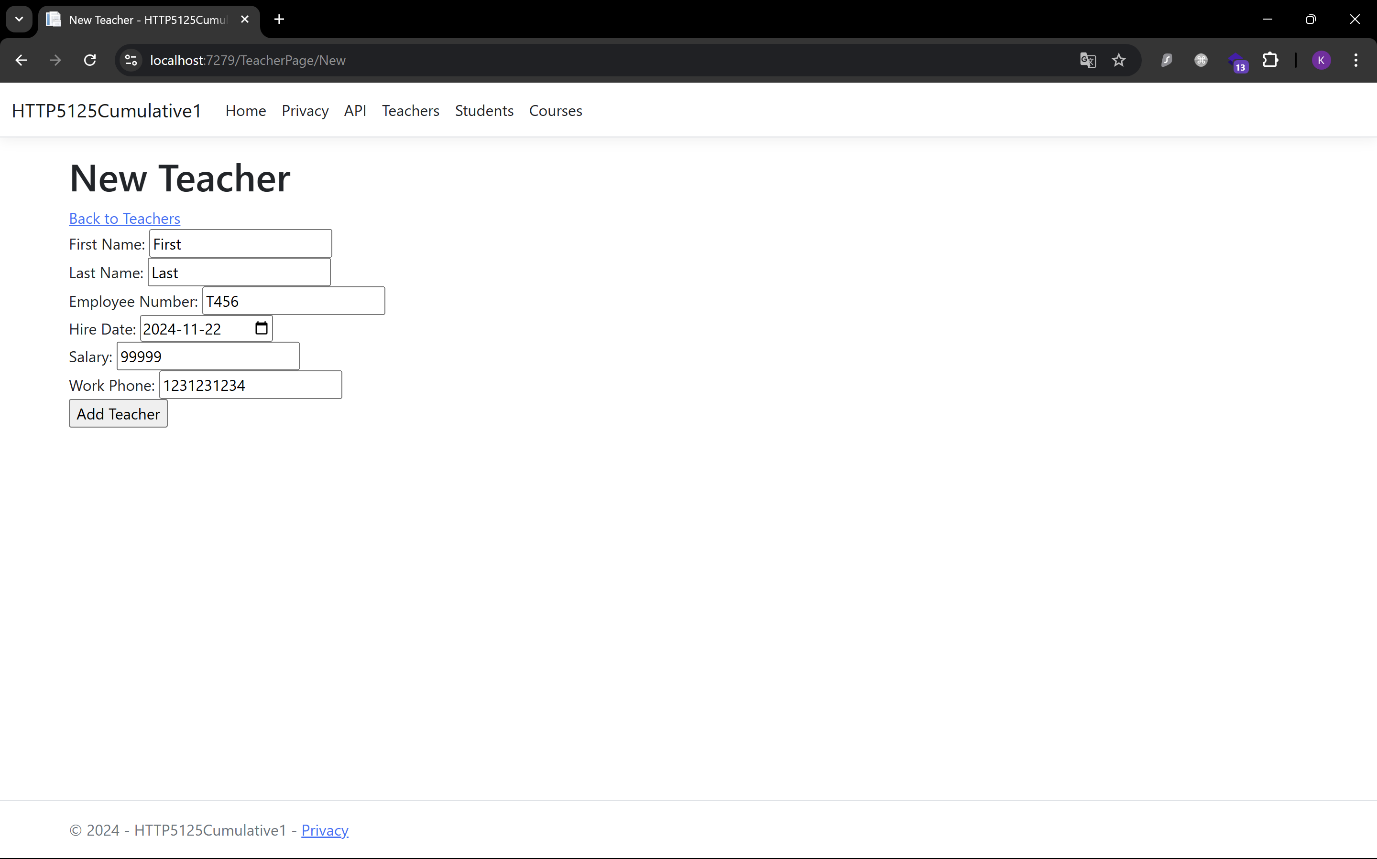 New Teacher - HTTP5125Cumul
localhost:7279/TeacherPage/New
13
K
HTTP5125Cumulative1 Home Privacy API Teachers Students Courses
New Teacher
Back to Teachers
First Name: First
Last Name: Last
Employee Number: T456
Hire Date: 2024-11-22
Salary: 99999
Work Phone: 1231231234
Add Teacher
© 2024 - HTTP5125Cumulative1 - Privacy